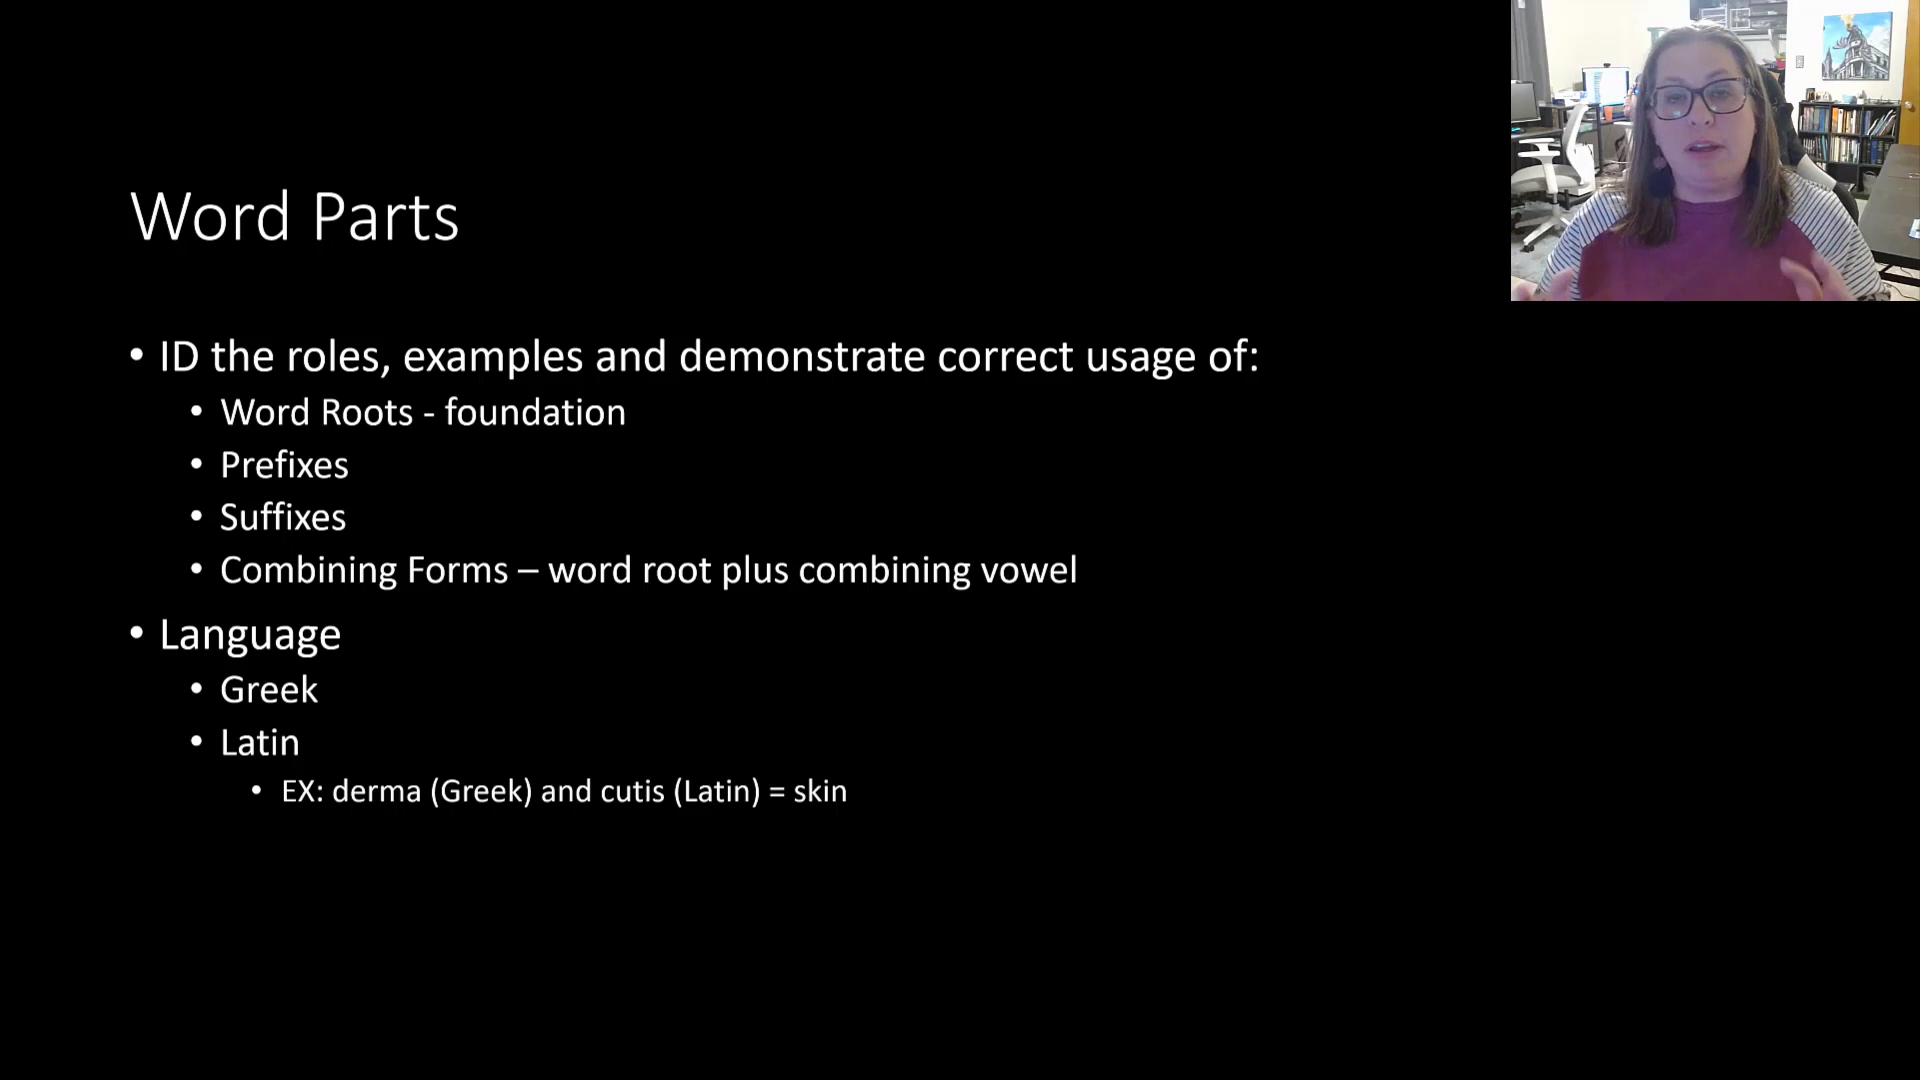 Word Parts
• ID the roles, examples and demonstrate correct usage of:
• Word Roots - foundation
• Prefixes
• Suffixes
• Combining Forms – word root plus combining vowel
• Language
• Greek
• Latin
• EX: derma (Greek) and cutis (Latin) = skin